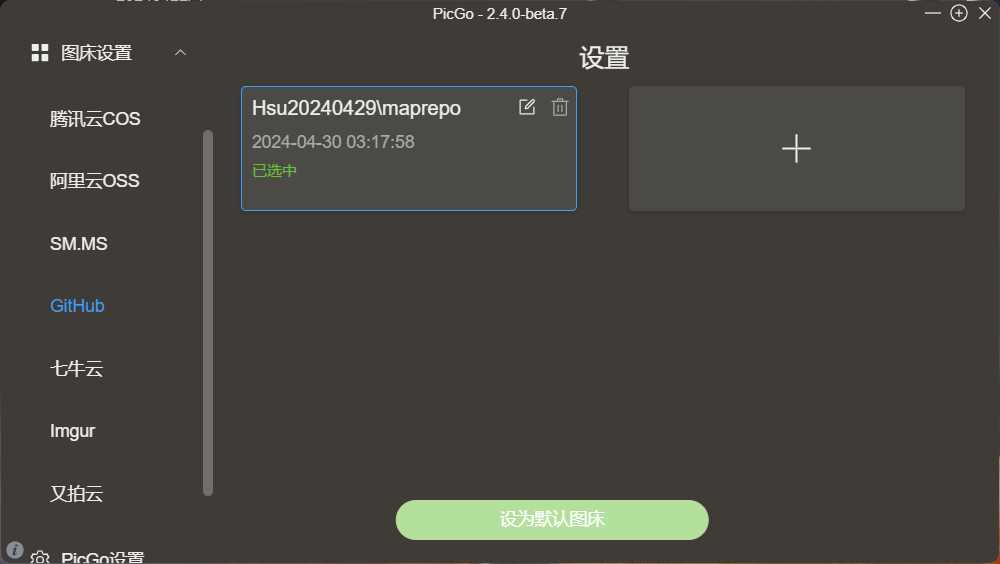 PicGo - 2.4.0-beta.7
图床设置
设置
腾讯云COS
阿里云OSS
SM.MS
GitHub
七牛云
Imgur
又拍云
PicGo设置
Hsu20240429\maprepo
2024-04-30 03:17:58
已选中
设为默认图床